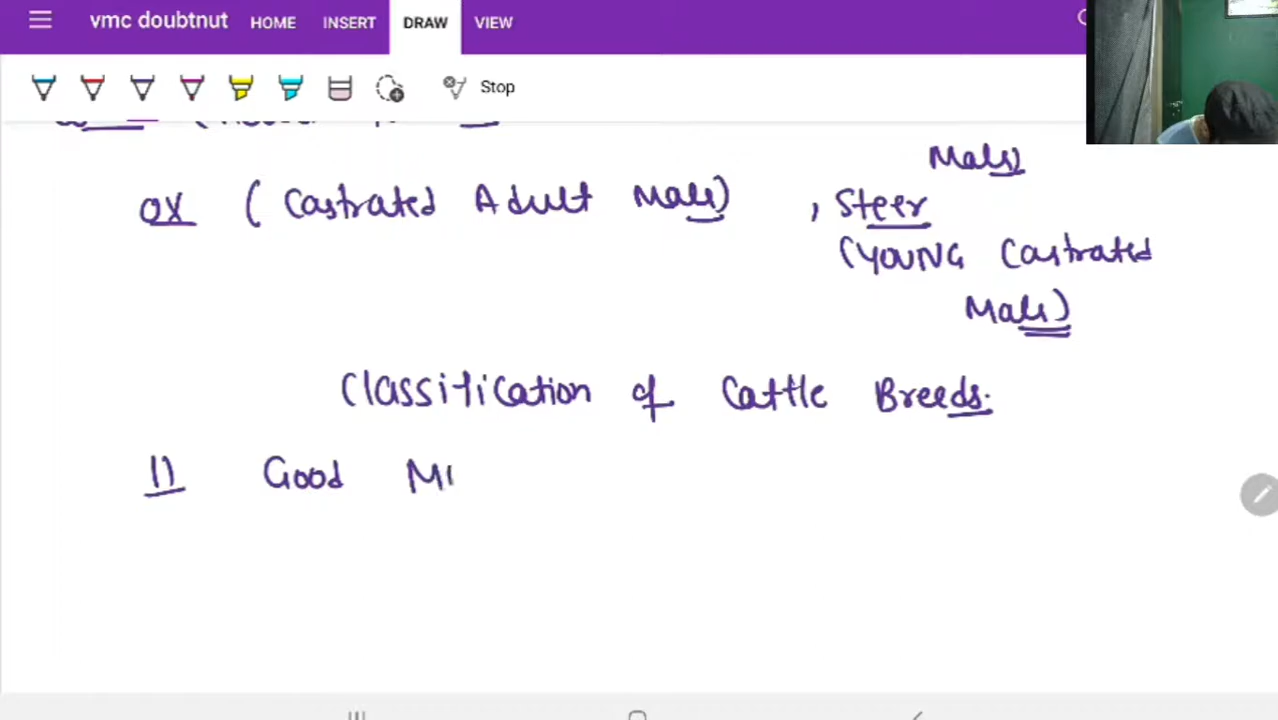 vmc doubtnut HOME INSERT DRAW VIEW
Stop
Male)
OX (Castrated Adult Male) , Steer
(YOUNG Castrated
Male)
Classification of Cattle Breeds.
1) Good Mi